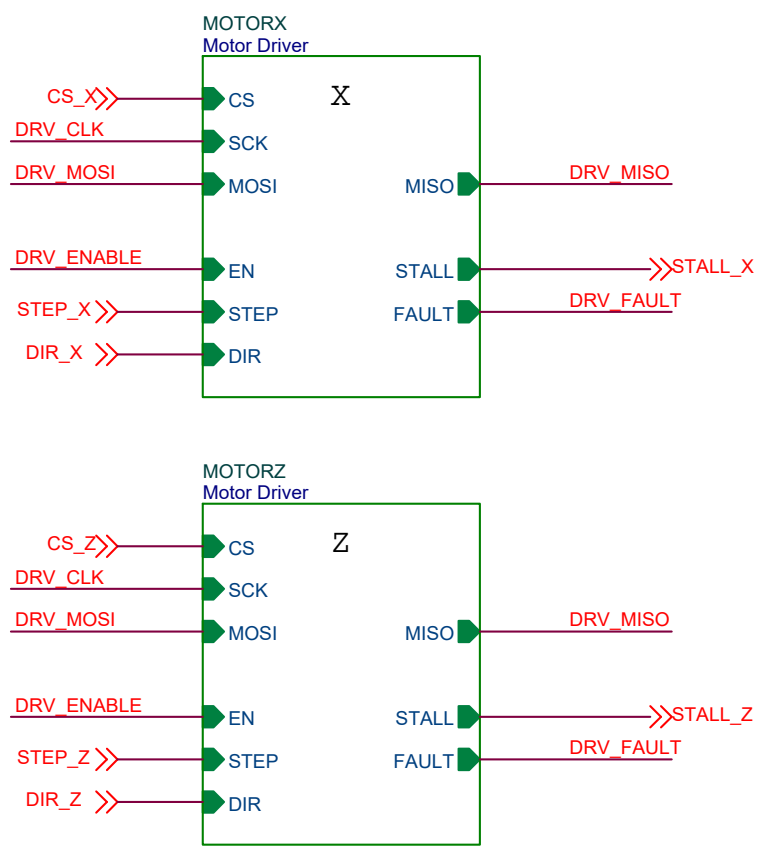 MOTORX
Motor Driver
X
CS_X
CS
DRV_CLK
SCK
DRV_MOSI
MOSI
MISO
DRV_MISO
DRV_ENABLE
EN
STALL
STALL_X
STEP_X
STEP
FAULT
DRV_FAULT
DIR_X
DIR
MOTORZ
Motor Driver
Z
CS_Z
CS
DRV_CLK
SCK
DRV_MOSI
MOSI
MISO
DRV_MISO
DRV_ENABLE
EN
STALL
STALL_Z
STEP_Z
STEP
FAULT
DRV_FAULT
DIR_Z
DIR